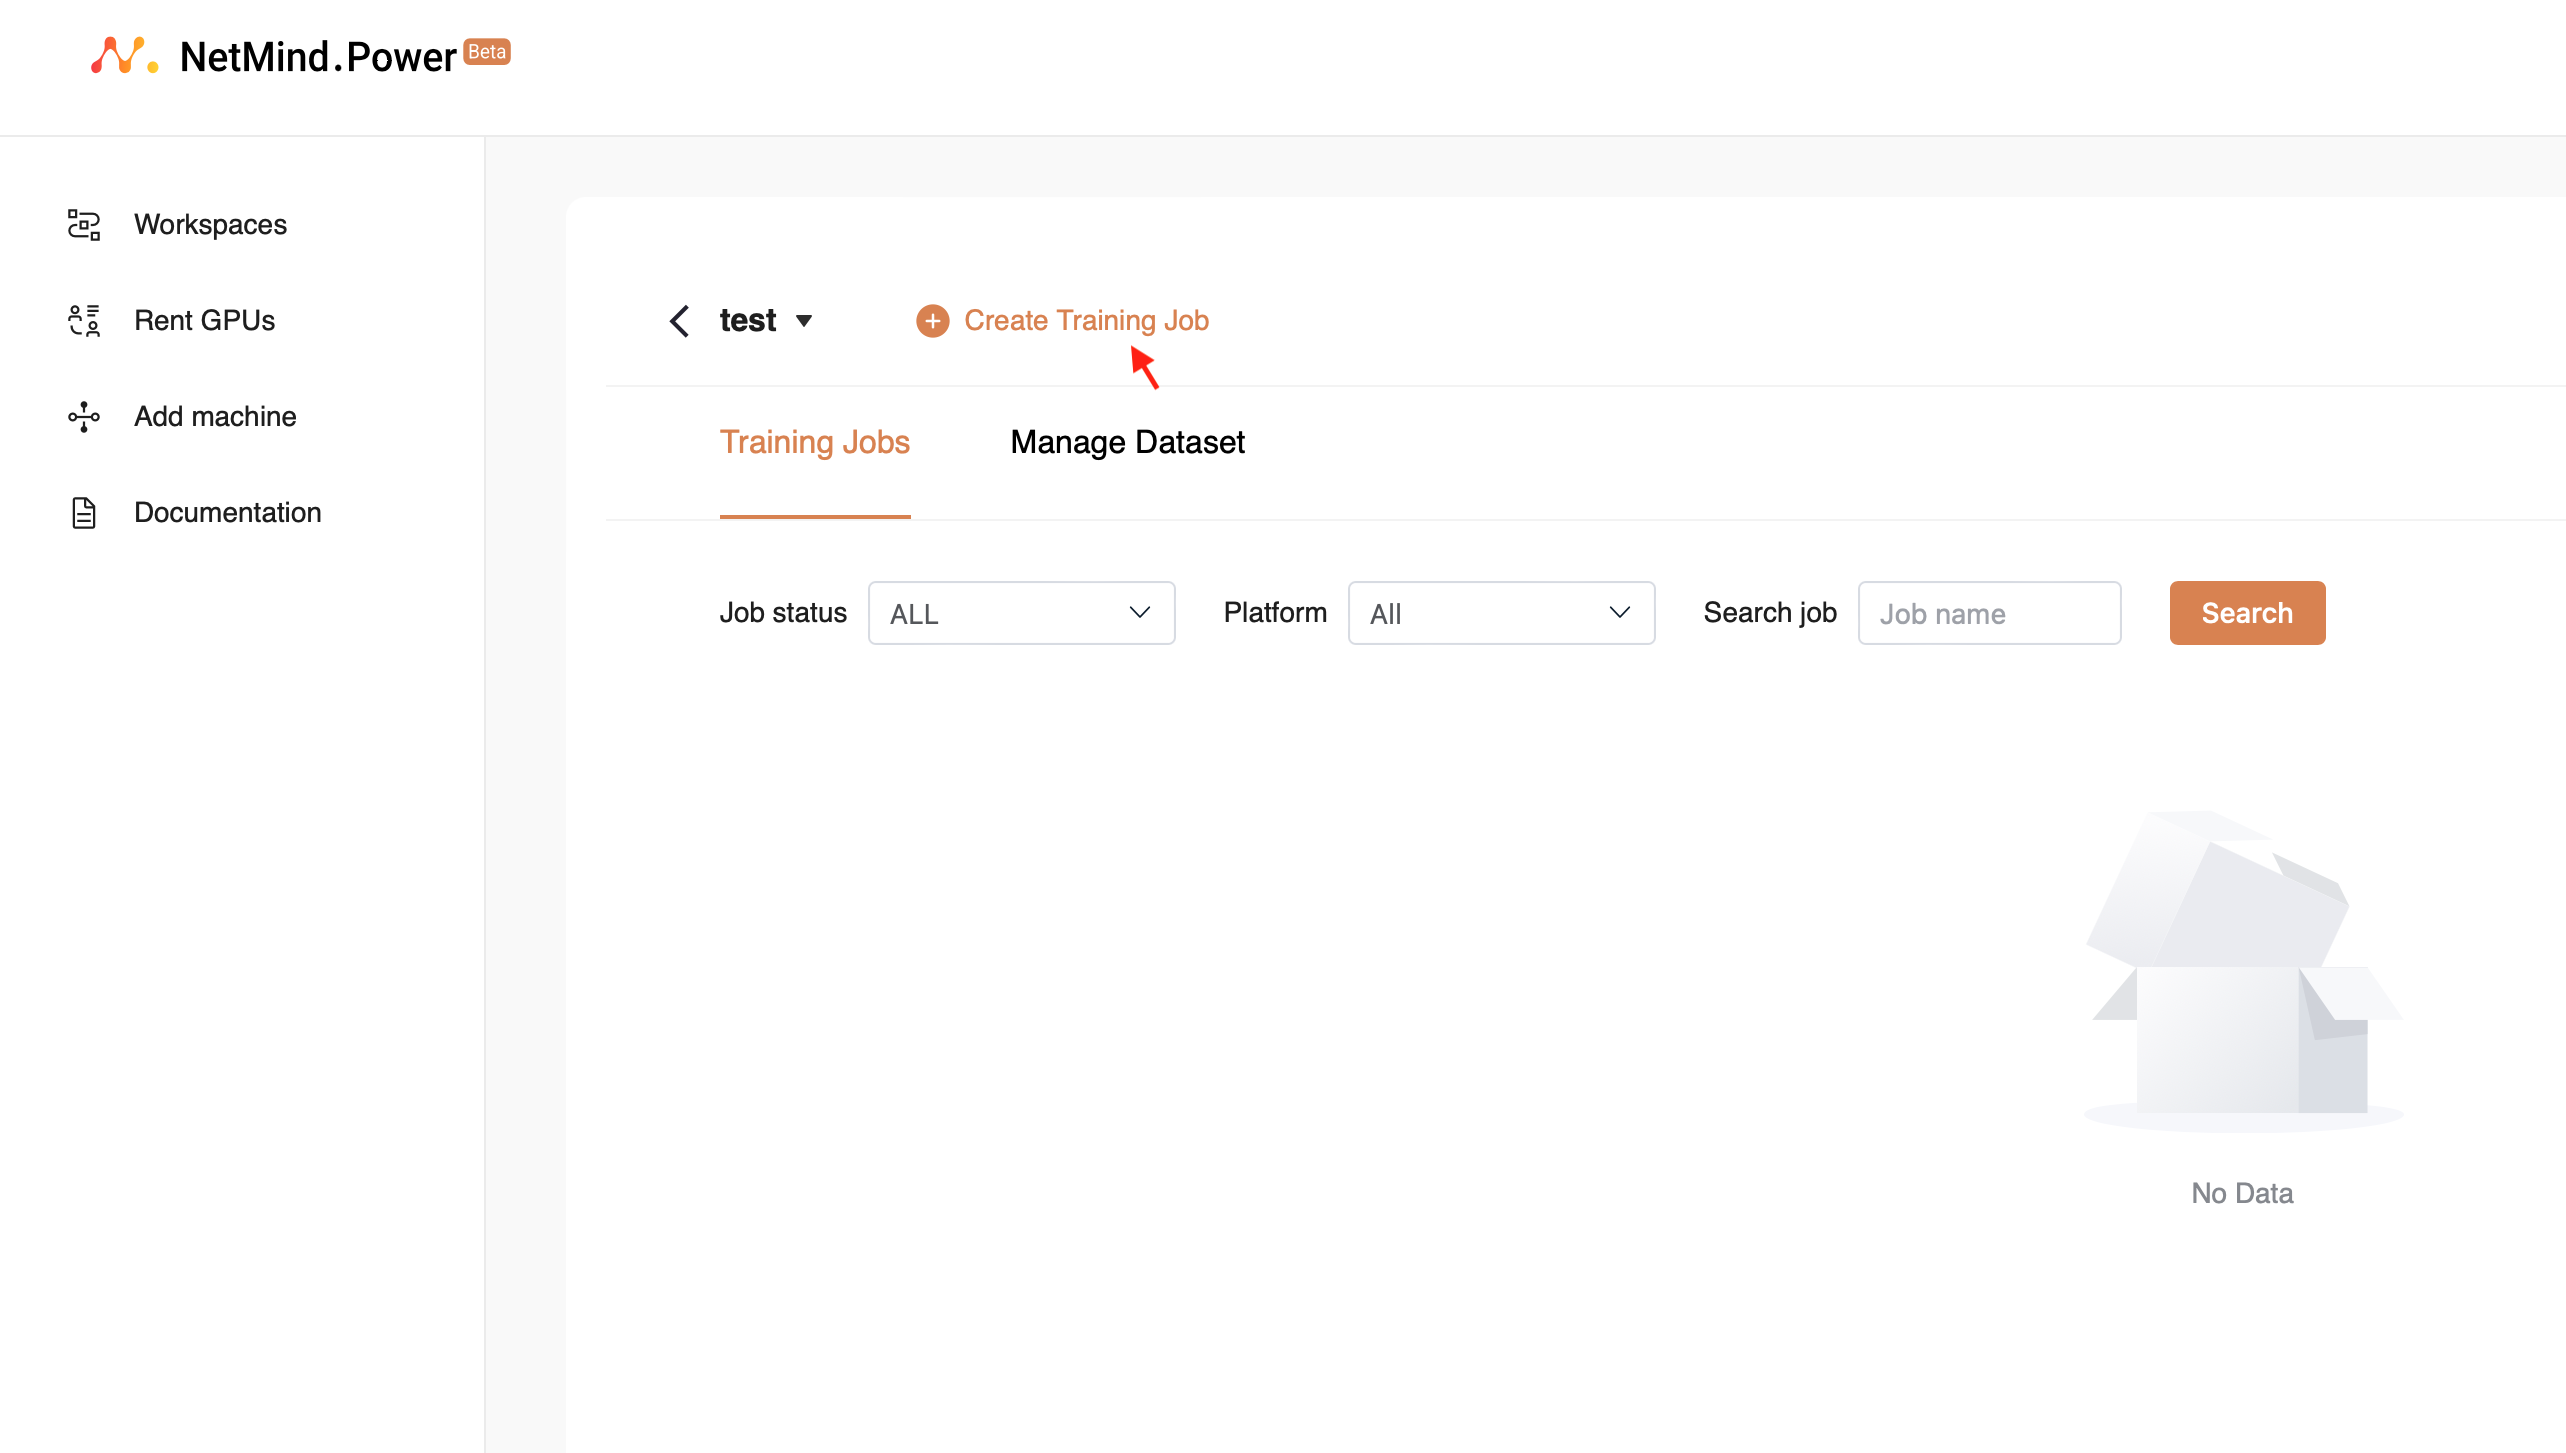 NetMind.Power Beta
Workspaces
Rent GPUs
Add machine
Documentation
test
Create Training Job
Training Jobs
Manage Dataset
Job status
ALL
Platform
All
Search job
Job name
Search
No Data